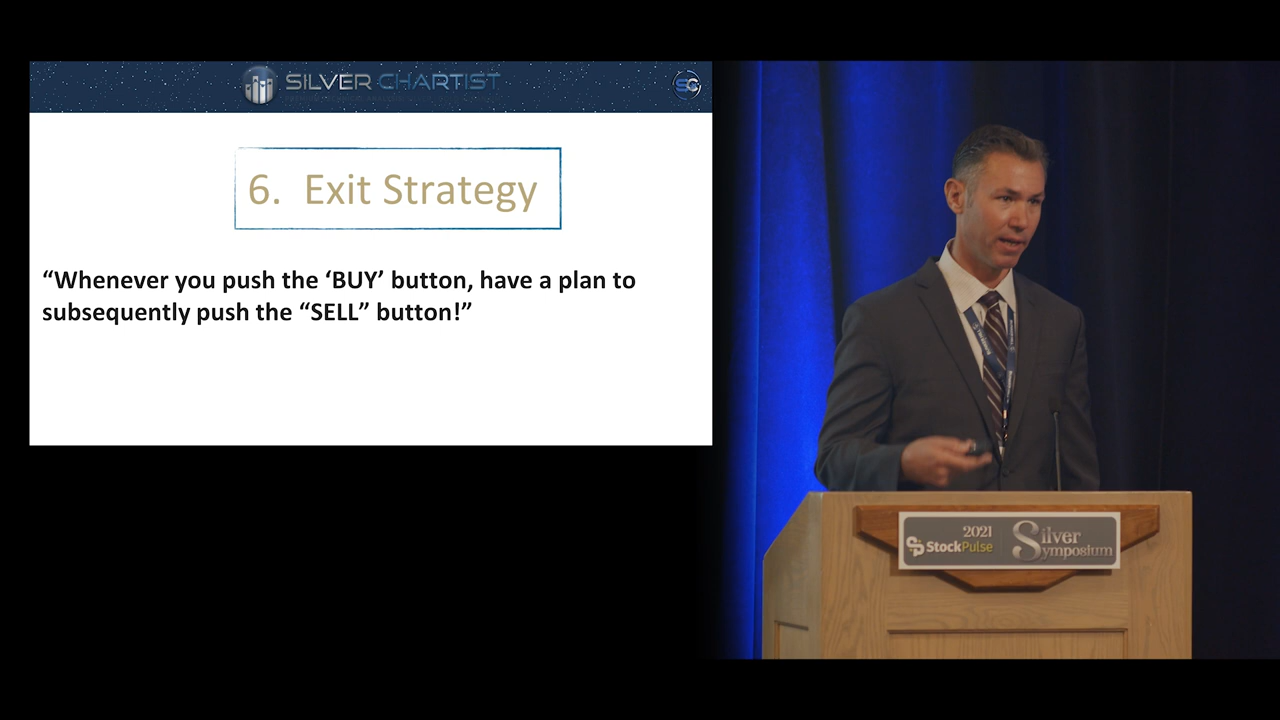 SILVER CHARTIST
SC
6. Exit Strategy
“Whenever you push the ‘BUY’ button, have a plan to
subsequently push the “SELL” button!”
2021
StockPulse
Silver
Symposium